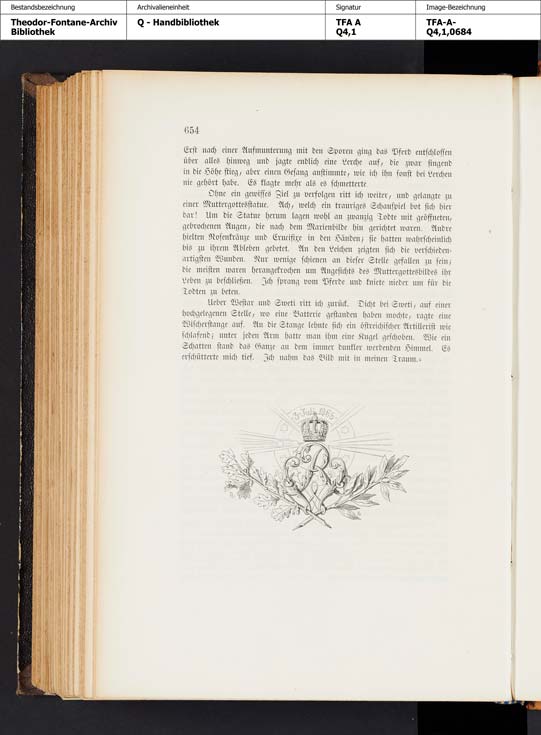 Bestandsbezeichnung
Theodor-Fontane-Archiv
Bibliothek
Archivalieneinheit
Q - Handbibliothek
Signatur
TFA A
Q4,1
Image-Bezeichnung
TFA-A-
Q4,1,0684
654
Erst nach einer Aufmunterung mit den Sporen ging das Pferd entschlossen
über alles hinweg und jagte endlich eine Lerche auf, die zwar singend
in die Höhe stieg, aber einen Gesang anstimmte, wie ich ihn sonst bei Lerchen
nie gehört habe. Es klagte mehr als es schmetterte.
Ohne ein gewisses Ziel zu verfolgen ritt ich weiter, und gelangte zu
einer Muttergottesstatue. Ach, welch ein trauriges Schauspiel bot sich hier
dar! Um die Statue herum lagen wohl an zwanzig Todte mit geöffneten,
gebrochenen Augen, die nach dem Marienbilde hin gerichtet waren. Andre
hielten Rosenkränze und Crucifixe in den Händen; sie hatten wahrscheinlich
bis zu ihrem Ableben gebetet. An den Leichen zeigten sich die verschieden-
artigsten Wunden. Nur wenige schienen an dieser Stelle gefallen zu sein;
die meisten waren herangekrochen um Angesichts des Muttergottesbildes ihr
Leben zu beschließen. Ich sprang vom Pferde und kniete nieder um für die
Todten zu beten.
Ueber Westar und Sweti ritt ich zurück. Dicht bei Sweti, auf einer
hochgelegenen Stelle, wo eine Batterie gestanden haben mochte, ragte eine
Wischerstange auf. An die Stange lehnte sich ein östreichischer Artillerist wie
schlafend; unter jeden Arm hatte man ihm eine Kugel geschoben. Wie ein
Schatten stand das Ganze an dem immer dunkler werdenden Himmel. Es
erschütterte mich tief. Ich nahm das Bild mit in meinen Traum.«